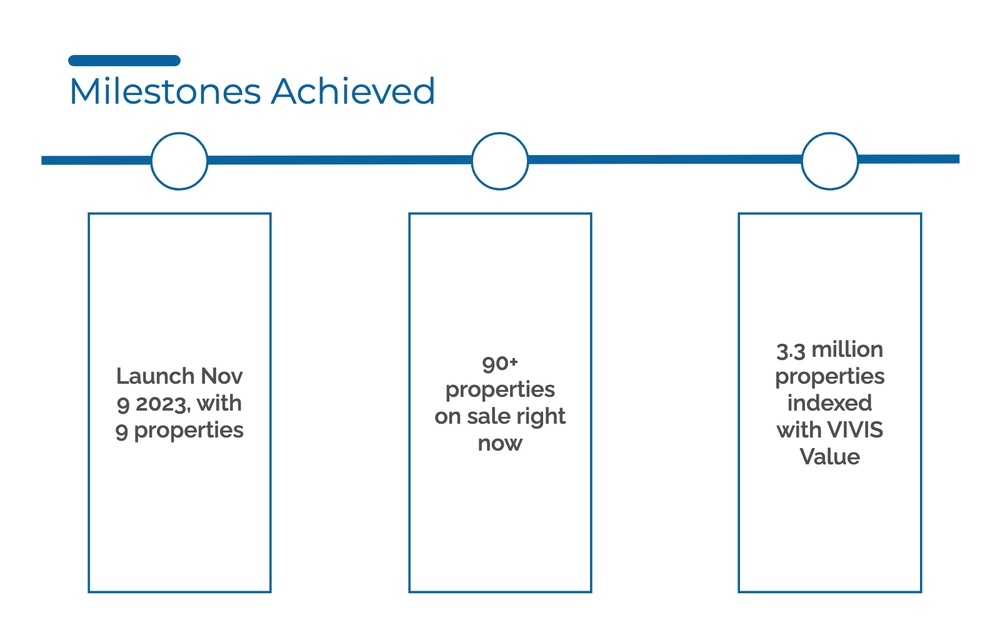 Milestones Achieved
Launch Nov
9 2023, with
9 properties
90+
properties
on sale right
now
3.3 million
properties
indexed
with VIVIS
Value